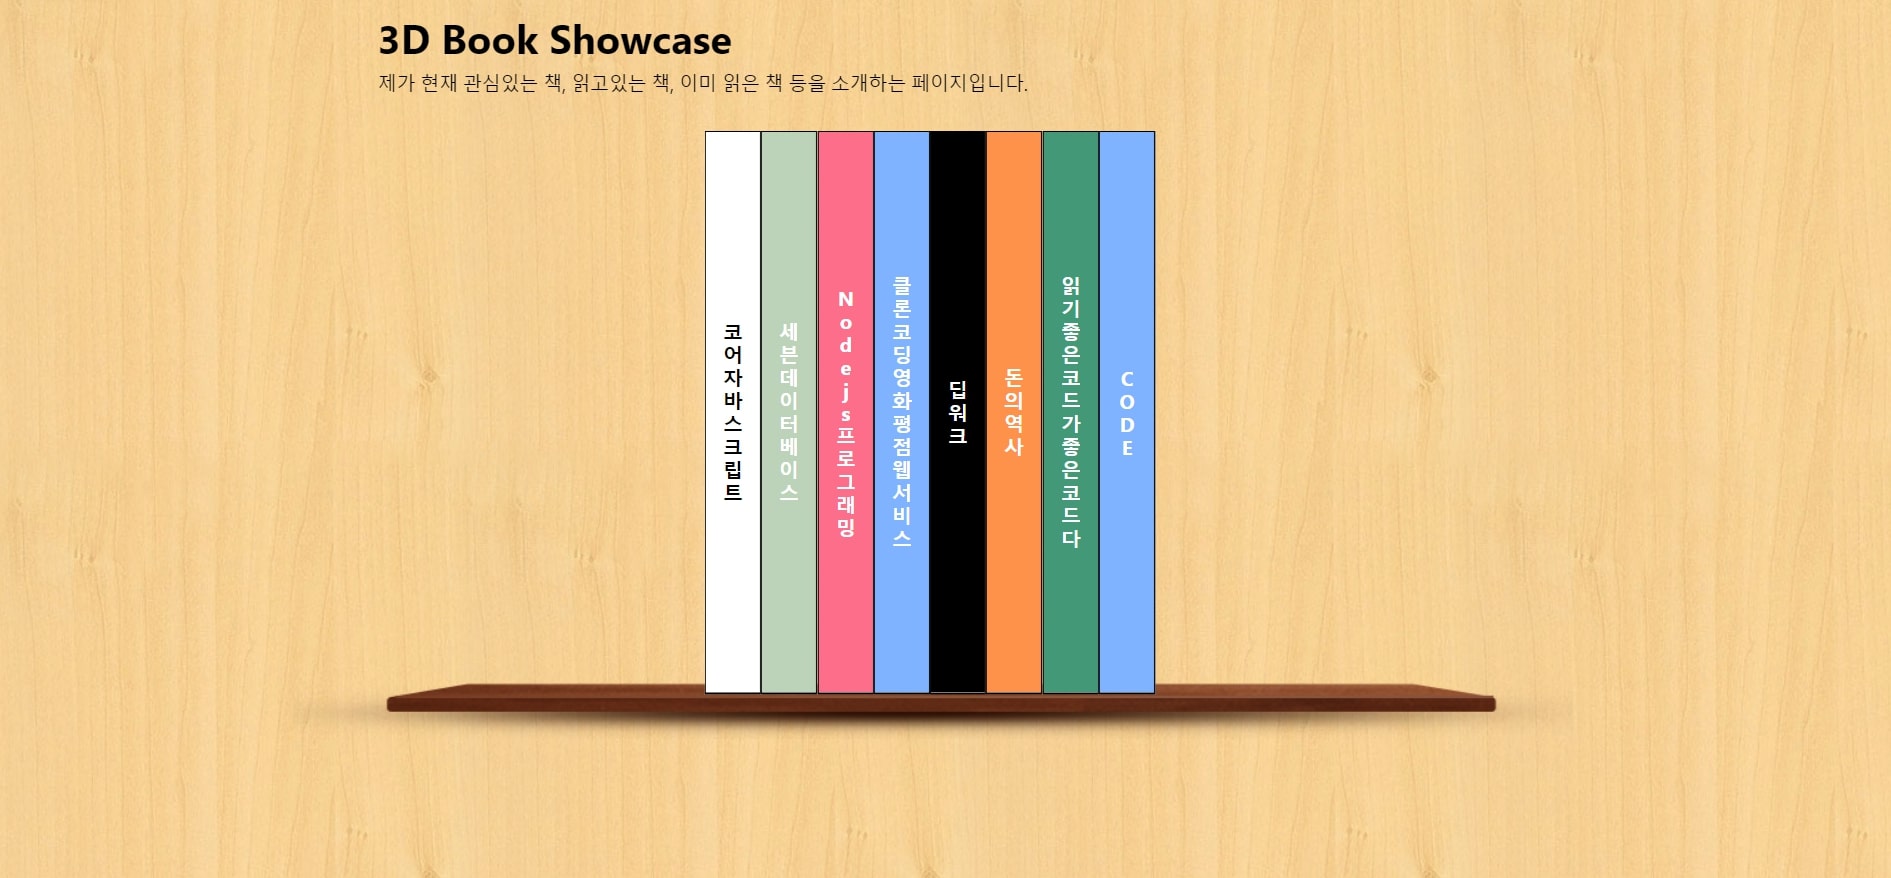 3D Book Showcase
제가 현재 관심있는 책, 읽고있는 책, 이미 읽은 책 등을 소개하는 페이지입니다.
코어자바스크립트
세븐데이터베이스
Nodejs프로그래밍
클론코딩영화평점웹서비스
딥워크
돈의역사
읽기좋은코드가좋은코드다
CODE